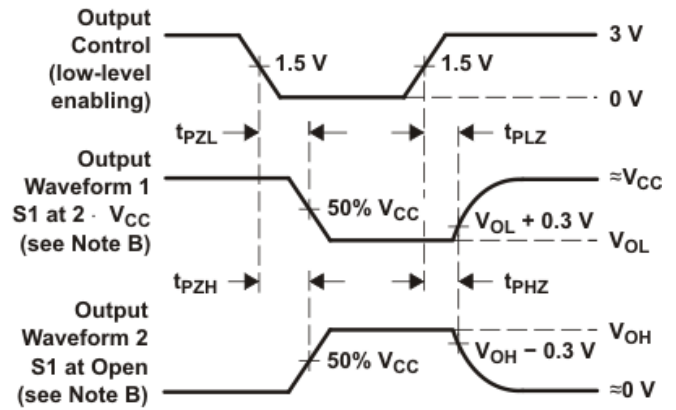 Output
Control
(low-level
enabling)
1.5 V
1.5 V
3 V
0 V
tPZL
tPLZ
Output
Waveform 1
S1 at 2 · VCC
(see Note B)
50% VCC
VOL + 0.3 V
≈VCC
VOL
tPZH
tPHZ
Output
Waveform 2
S1 at Open
(see Note B)
50% VCC
VOH − 0.3 V
VOH
≈0 V